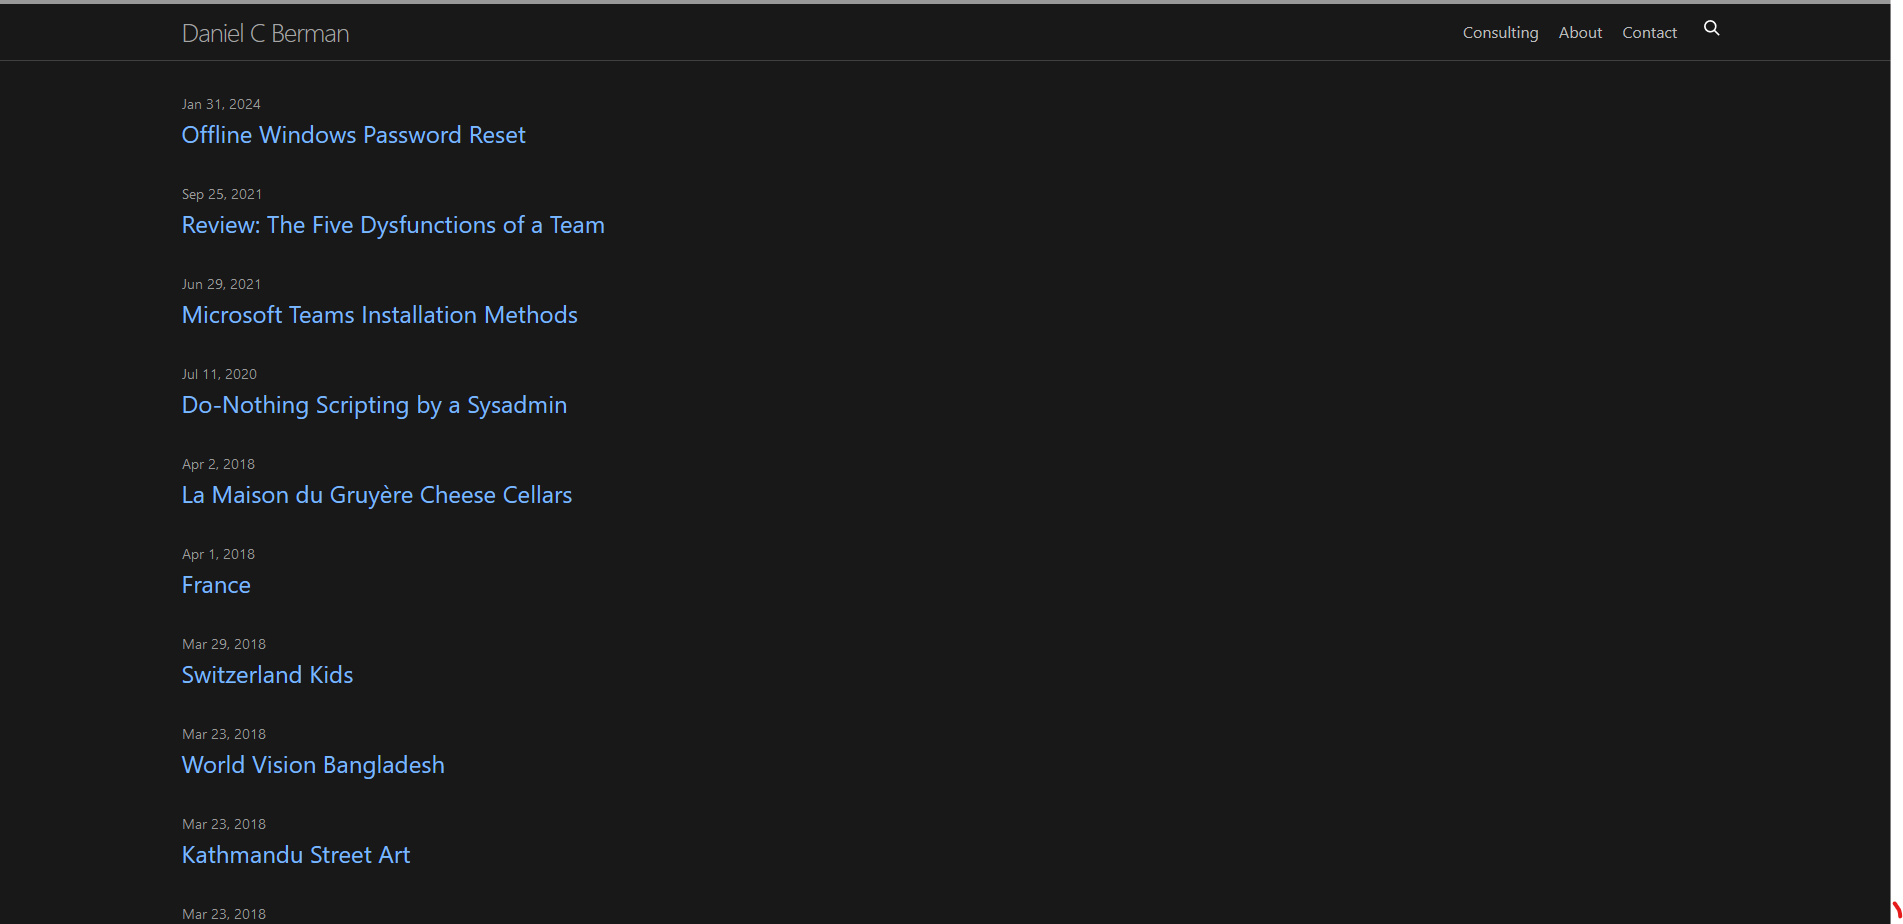 Daniel C Berman
Consulting About Contact
Jan 31, 2024
Offline Windows Password Reset
Sep 25, 2021
Review: The Five Dysfunctions of a Team
Jun 29, 2021
Microsoft Teams Installation Methods
Jul 11, 2020
Do-Nothing Scripting by a Sysadmin
Apr 2, 2018
La Maison du Gruyère Cheese Cellars
Apr 1, 2018
France
Mar 29, 2018
Switzerland Kids
Mar 23, 2018
World Vision Bangladesh
Mar 23, 2018
Kathmandu Street Art
Mar 23, 2018